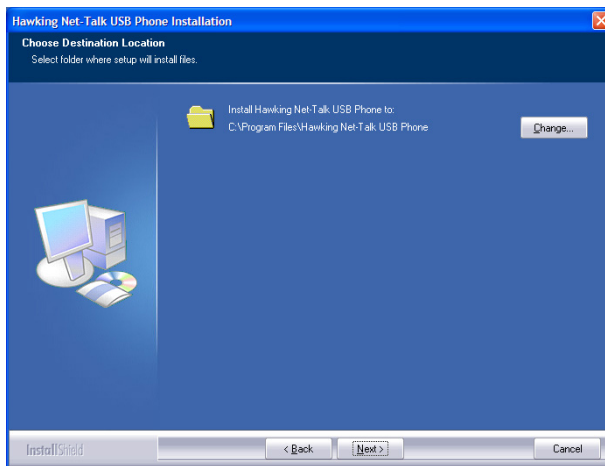 Hawking Net-Talk USB Phone Installation
Choose Destination Location
Select folder where setup will install files.
Install Hawking Net-Talk USB Phone to:
C:\Program Files\Hawking Net-Talk USB Phone
Change...
InstallShield
< Back
Next >
Cancel